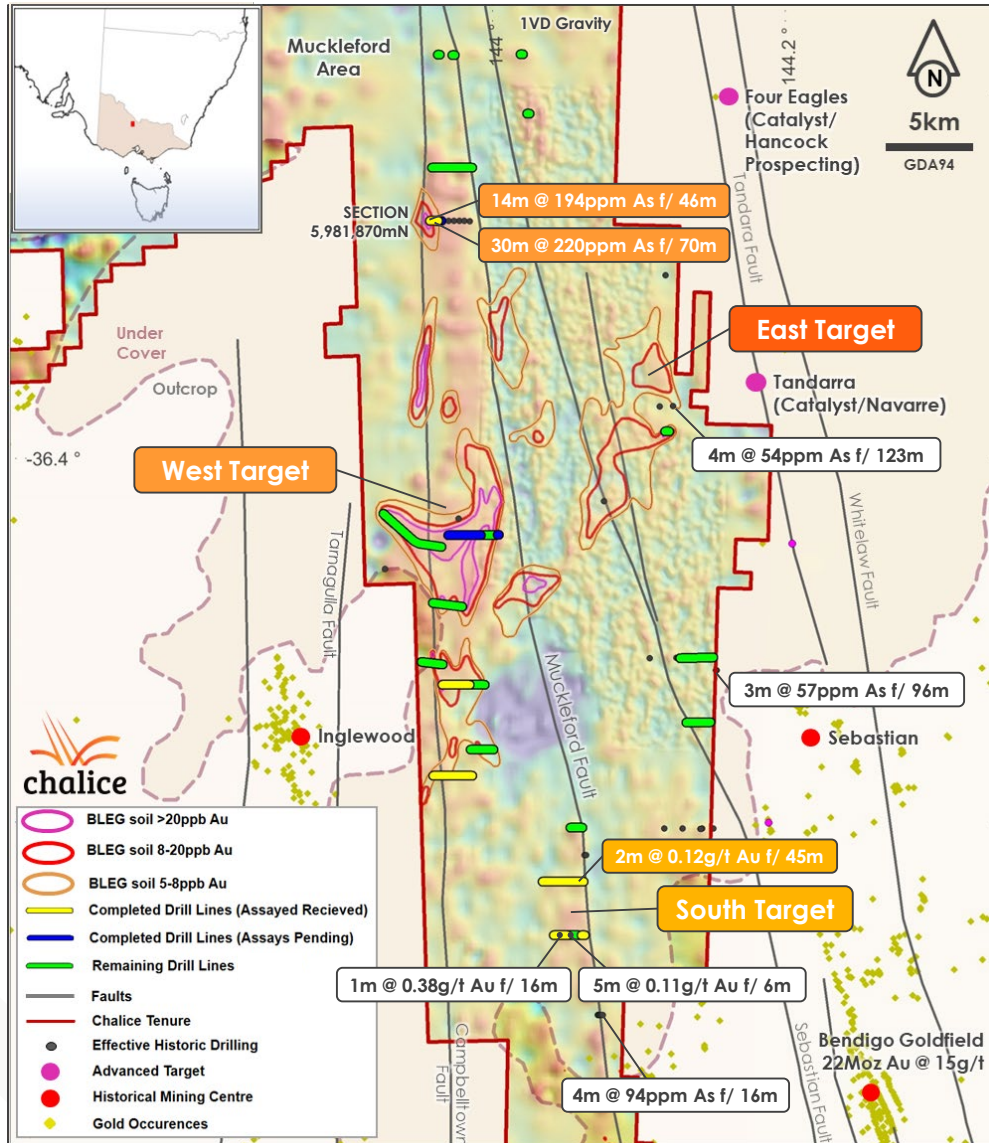 1VD Gravity
Muckleford
Area
144 °
144.2 °
N
5km
GDA94
Four Eagles
(Catalyst/
Hancock
Prospecting)
Tandara Fault
14m @ 194ppm As f/ 46m
SECTION
5,981,870mN
30m @ 220ppm As f/ 70m
Under
Cover
Outcrop
East Target
Tandarra
(Catalyst/Navarre)
-36.4 °
4m @ 54ppm As f/ 123m
West Target
Whitelaw Fault
Tarnagulla Fault
Muckleford Fault
3m @ 57ppm As f/ 96m
Inglewood
Sebastian
chalice
BLEG soil >20ppb Au
BLEG soil 8-20ppb Au
BLEG soil 5-8ppb Au
Completed Drill Lines (Assayed Recieved)
Completed Drill Lines (Assays Pending)
Remaining Drill Lines
Faults
Chalice Tenure
Effective Historic Drilling
Advanced Target
Historical Mining Centre
Gold Occurences
2m @ 0.12g/t Au f/ 45m
South Target
1m @ 0.38g/t Au f/ 16m
5m @ 0.11g/t Au f/ 6m
Campbelltown
Fault
Sebastian Fault
Bendigo Goldfield
22Moz Au @ 15g/t
4m @ 94ppm As f/ 16m